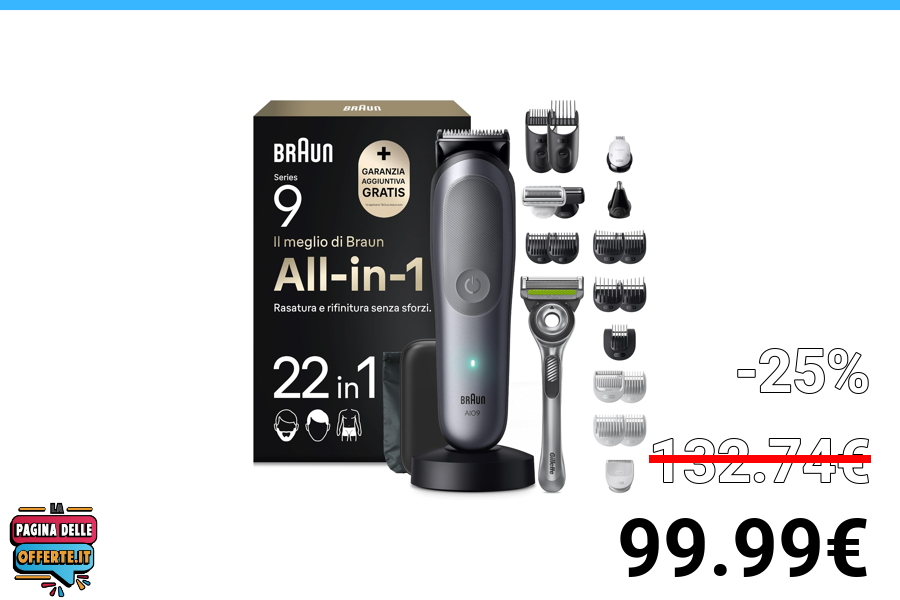 BRAUN
BRAUN
Series
9
+
GARANZIA
AGGIUNTIVA
GRATIS
Il meglio di Braun
All-in-1
Rasatura e rifinitura senza sforzi.
22 in 1
BRAUN
AIO9
Gillette
-25%
132.74€
99.99€
LA
PAGINA DELLE
OFFERTE.IT